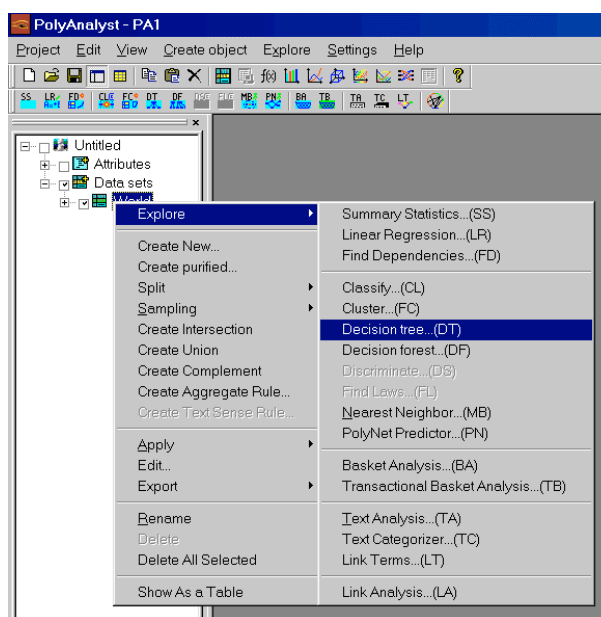 PolyAnalyst - PA1
Project Edit View Create object Explore Settings Help
SS LR FD CLUE FC DT DF DSC FLC MB PN BA TB TA TC LT
Untitled
Attributes
Data sets
World
Explore
Create New...
Create purified...
Split
Sampling
Create Intersection
Create Union
Create Complement
Create Aggregate Rule...
Create Text Sense Rule...
Apply
Edit...
Export
Rename
Delete
Delete All Selected
Show As a Table
Summary Statistics...(SS)
Linear Regression...(LR)
Find Dependencies...(FD)
Classify...(CL)
Cluster...(FC)
Decision tree...(DT)
Decision forest...(DF)
Discriminate...(DS)
Find Laws...(FL)
Nearest Neighbor...(MB)
PolyNet Predictor...(PN)
Basket Analysis...(BA)
Transactional Basket Analysis...(TB)
Text Analysis...(TA)
Text Categorizer...(TC)
Link Terms...(LT)
Link Analysis...(LA)